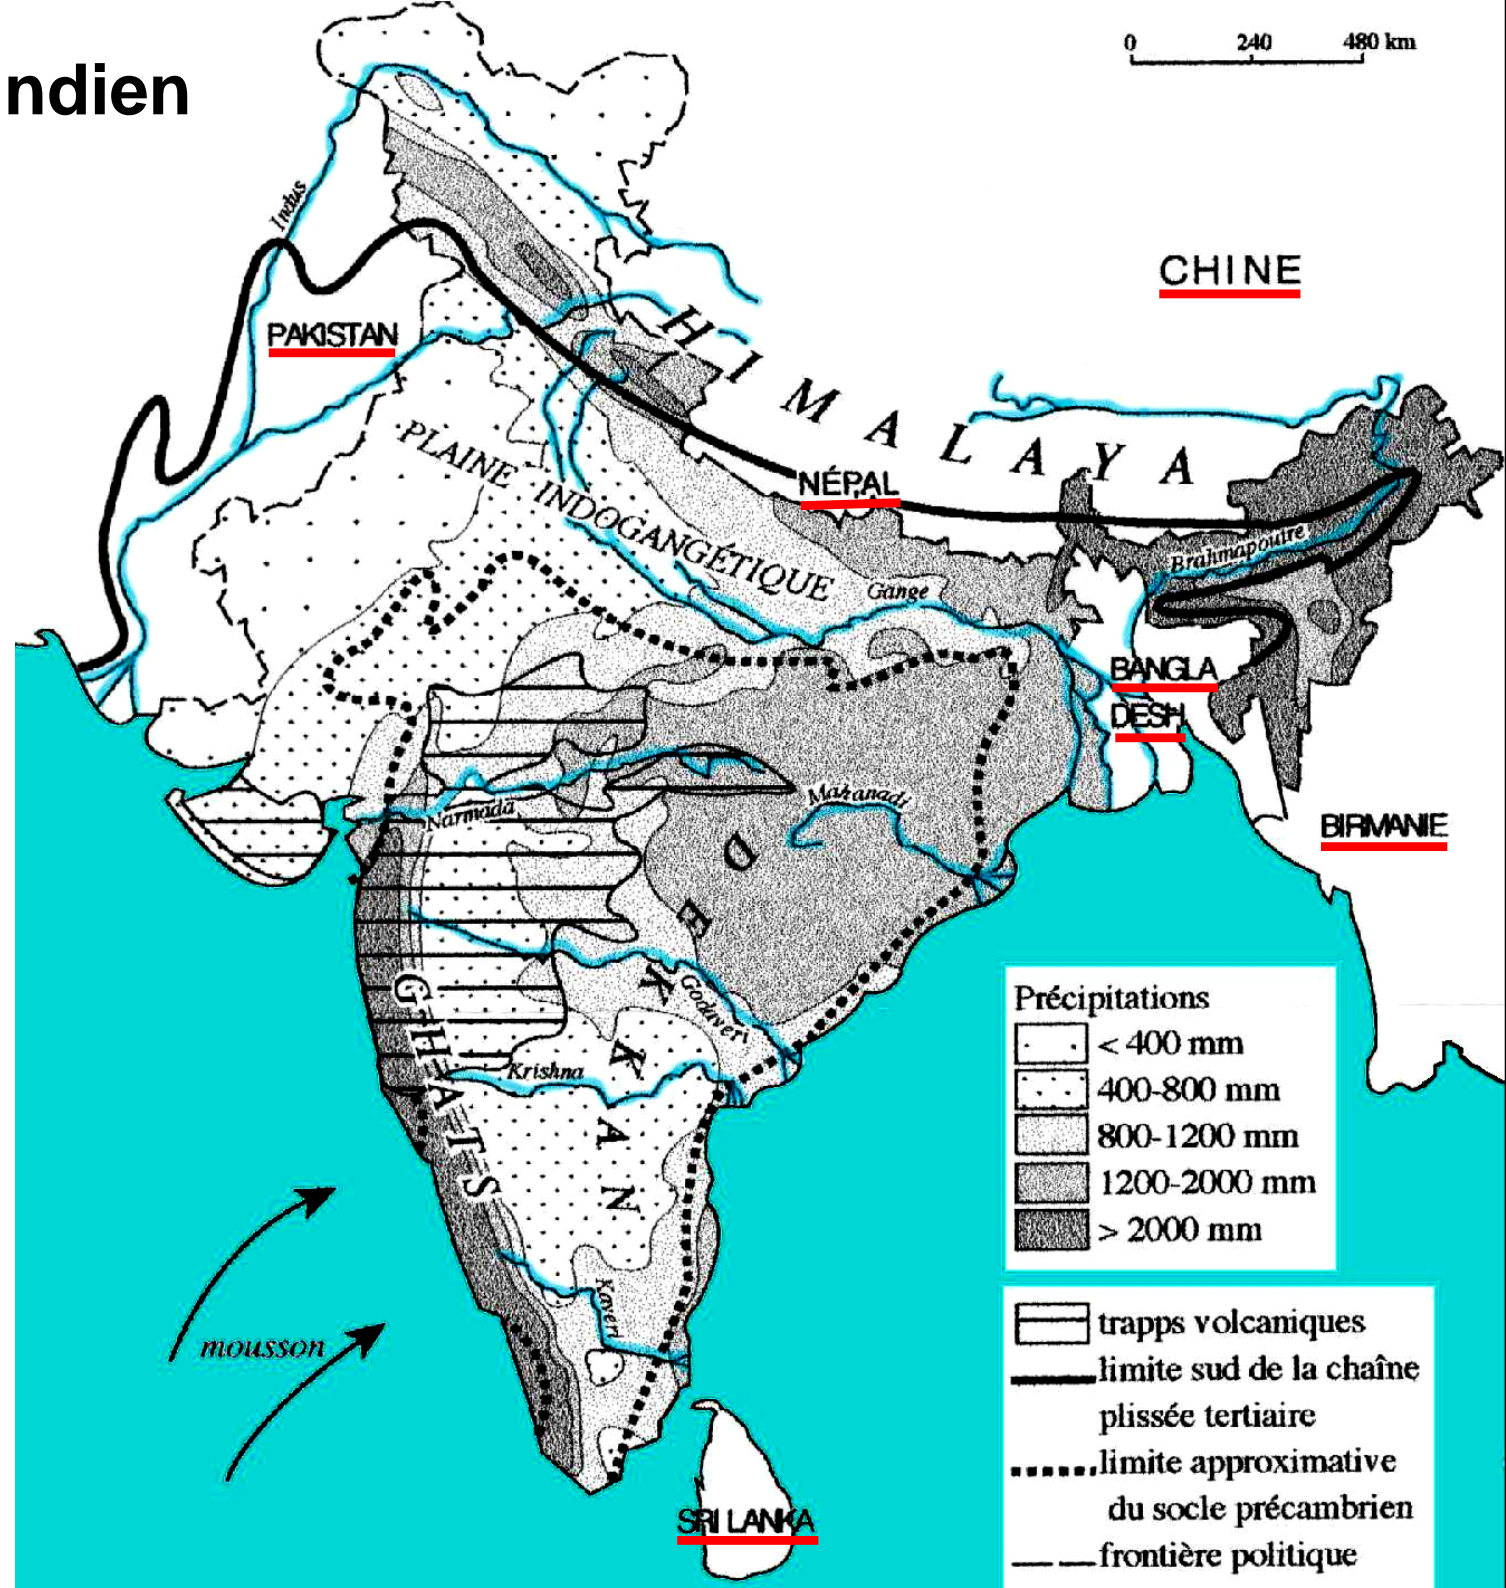 ndien
0 240 480 km
Indus
CHINE
PAKISTAN
HIMALAYA
PLAINE INDOGANGÉTIQUE
NÉPAL
Brahmapoutre
Gange
BANGLA
DESH
Narmada
Mahanadi
BIRMANIE
DEKKAN
GHATS
Godaveri
Krishna
Kaveri
mousson
SRI LANKA
Précipitations
< 400 mm
400-800 mm
800-1200 mm
1200-2000 mm
> 2000 mm
trapps volcaniques
limite sud de la chaîne
plissée tertiaire
limite approximative
du socle précambrien
frontière politique